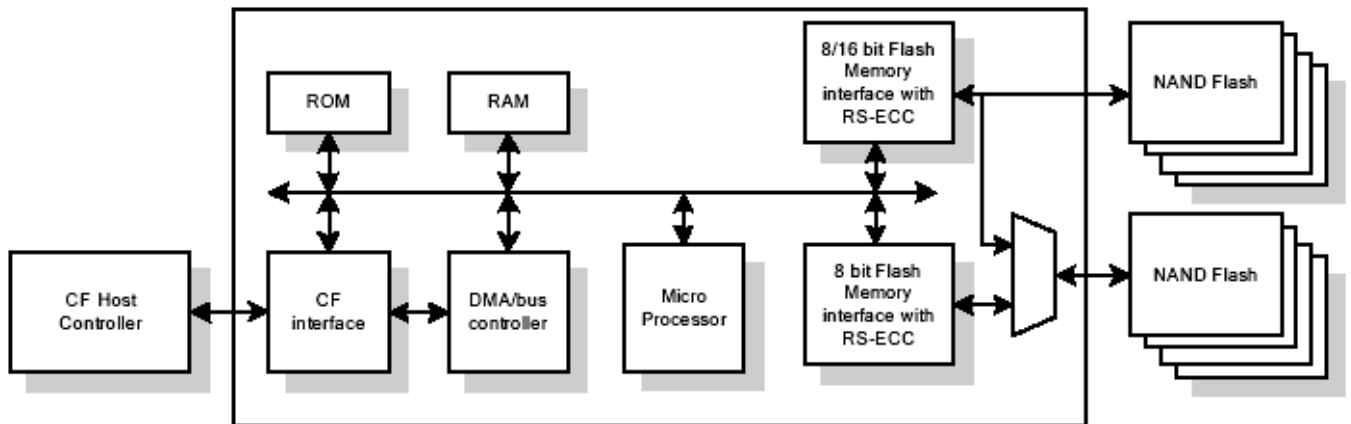 8/16 bit Flash
Memory
interface with
RS-ECC
NAND Flash
ROM
RAM
CF Host
Controller
CF
interface
DMA/bus
controller
Micro
Processor
8 bit Flash
Memory
interface with
RS-ECC
NAND Flash